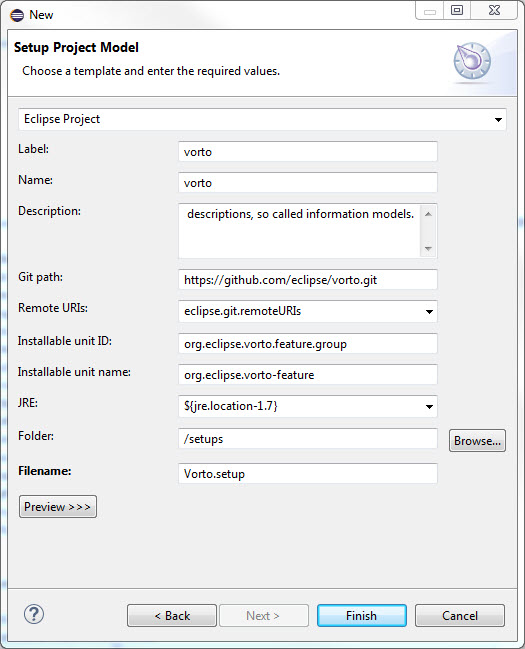 New
Setup Project Model
Choose a template and enter the required values.
Eclipse Project
Label: vorto
Name: vorto
Description: descriptions, so called information models.
Git path: https://github.com/eclipse/vorto.git
Remote URIs: eclipse.git.remoteURIs
Installable unit ID: org.eclipse.vorto.feature.group
Installable unit name: org.eclipse.vorto-feature
JRE: ${jre.location-1.7}
Folder: /setups Browse...
Filename: Vorto.setup
Preview >>>
? < Back Next > Finish Cancel